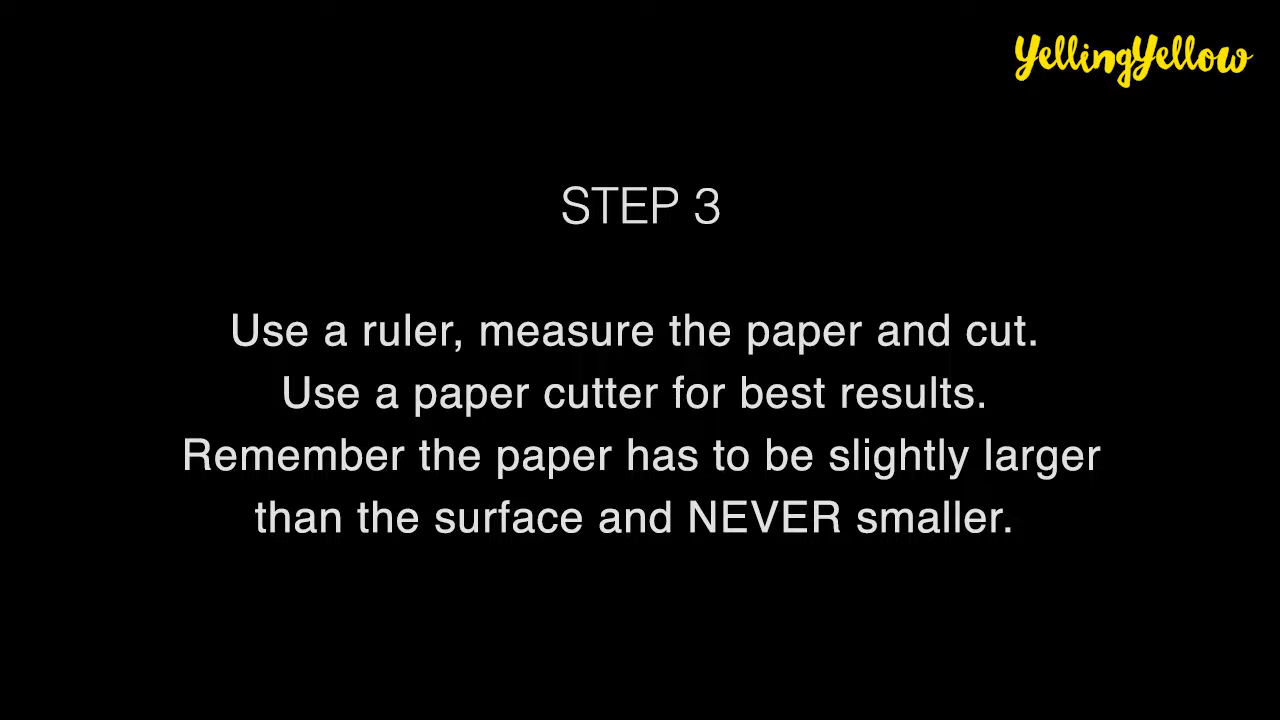 YellingYellow
STEP 3
Use a ruler, measure the paper and cut.
Use a paper cutter for best results.
Remember the paper has to be slightly larger
than the surface and NEVER smaller.